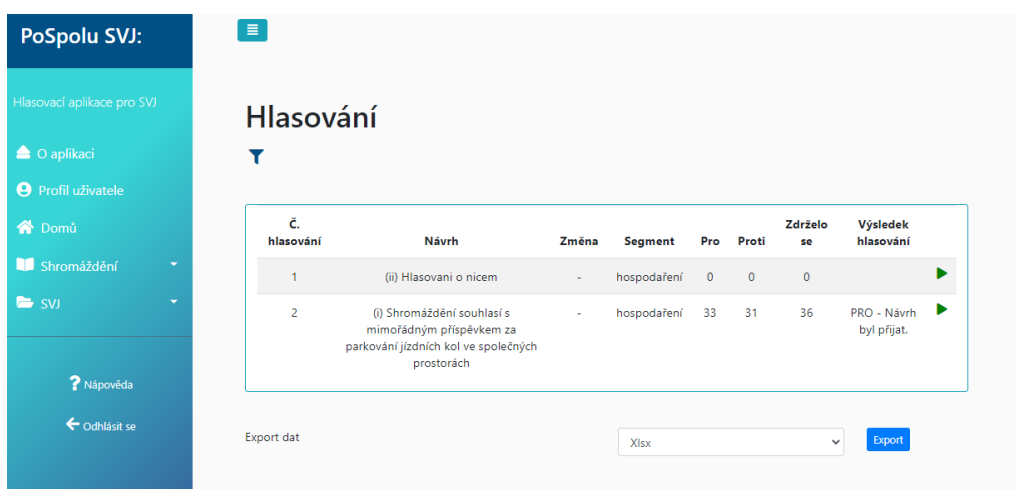 PoSpolu SVJ:
Hlasovací aplikace pro SVJ
O aplikaci
Profil uživatele
Domů
Shromáždění
SVJ
? Nápověda
Odhlásit se
Hlasování
Č. hlasování Návrh Změna Segment Pro Proti Zdrželo se Výsledek hlasování
1 (ii) Hlasovani o nicem - hospodaření 0 0 0
2 (i) Shromáždění souhlasí s - hospodaření 33 31 36 PRO - Návrh
mimořádným příspěvkem za byl přijat.
parkování jízdních kol ve společných
prostorách
Export dat Xlsx Export